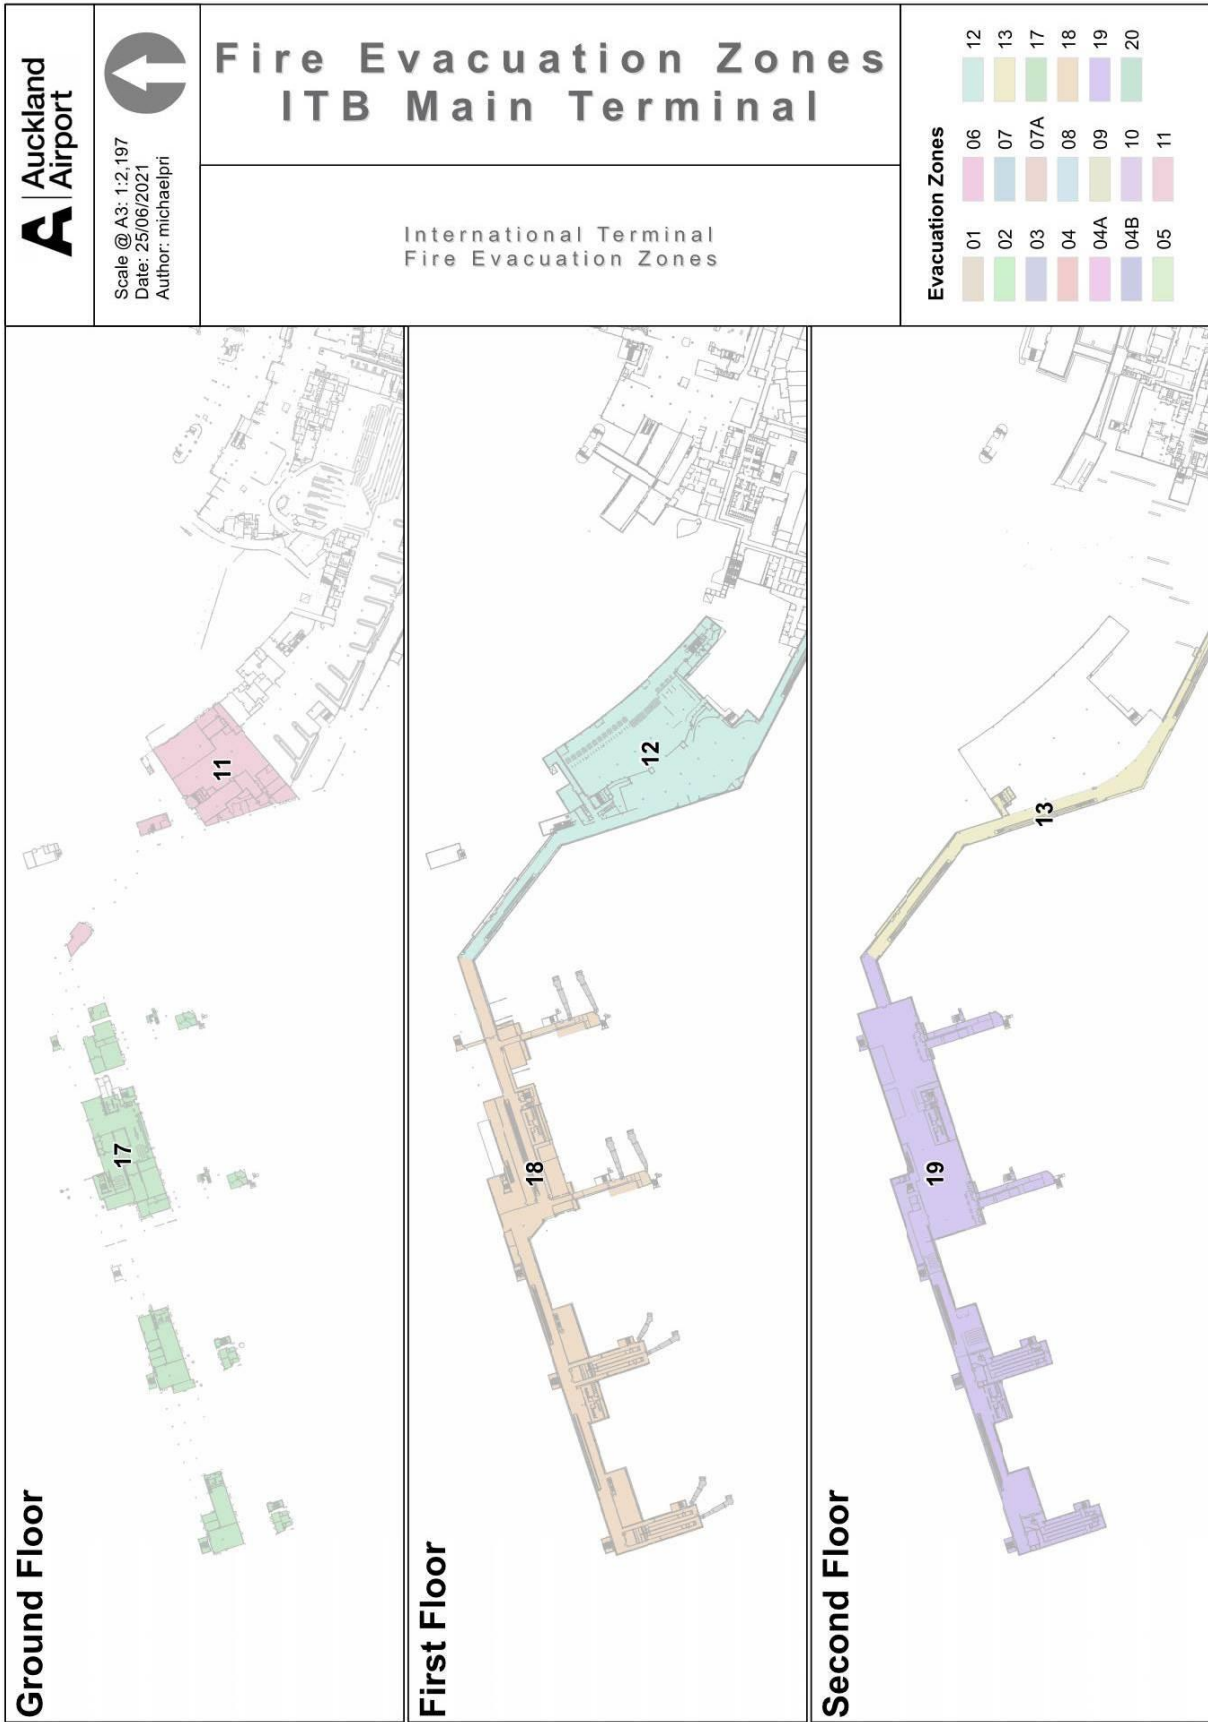 Auckland
Airport
Scale @ A3: 1:2,197
Date: 25/06/2021
Author: michaelpri
Fire Evacuation Zones
ITB Main Terminal
International Terminal
Fire Evacuation Zones
Evacuation Zones
01
02
03
04
04A
04B
05
06
07
07A
08
09
10
11
12
13
17
18
19
20
Ground Floor
17
11
First Floor
18
12
Second Floor
19
13